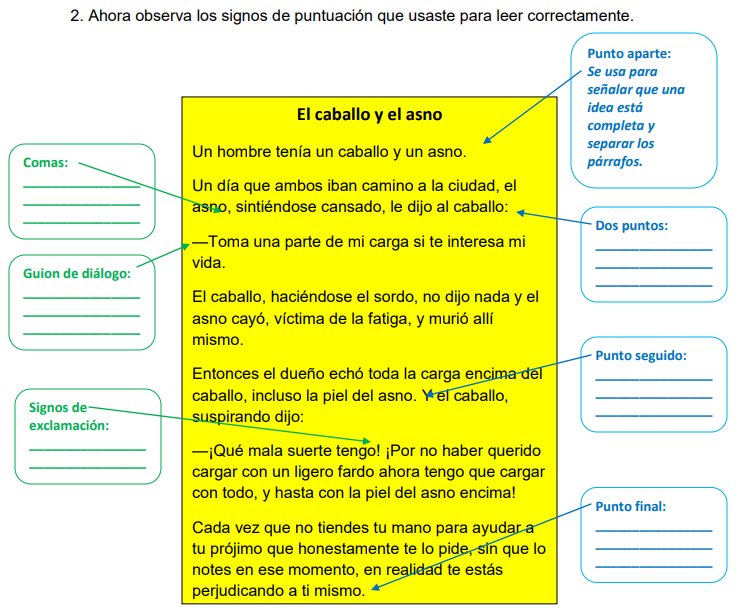 2. Ahora observa los signos de puntuación que usaste para leer correctamente.
Punto aparte:
Se usa para
señalar que una
idea está
completa y
separar los
párrafos.
El caballo y el asno
Un hombre tenía un caballo y un asno.
Un día que ambos iban camino a la ciudad, el
asno, sintiéndose cansado, le dijo al caballo:
—Toma una parte de mi carga si te interesa mi
vida.
El caballo, haciéndose el sordo, no dijo nada y el
asno cayó, víctima de la fatiga, y murió allí
mismo.
Entonces el dueño echó toda la carga encima del
caballo, incluso la piel del asno. Y el caballo,
suspirando dijo:
—¡Qué mala suerte tengo! ¡Por no haber querido
cargar con un ligero fardo ahora tengo que cargar
con todo, y hasta con la piel del asno encima!
Cada vez que no tiendes tu mano para ayudar a
tu prójimo que honestamente te lo pide, sin que lo
notes en ese momento, en realidad te estás
perjudicando a ti mismo.
Comas:
Guion de diálogo:
Signos de
exclamación:
Dos puntos:
Punto seguido:
Punto final: